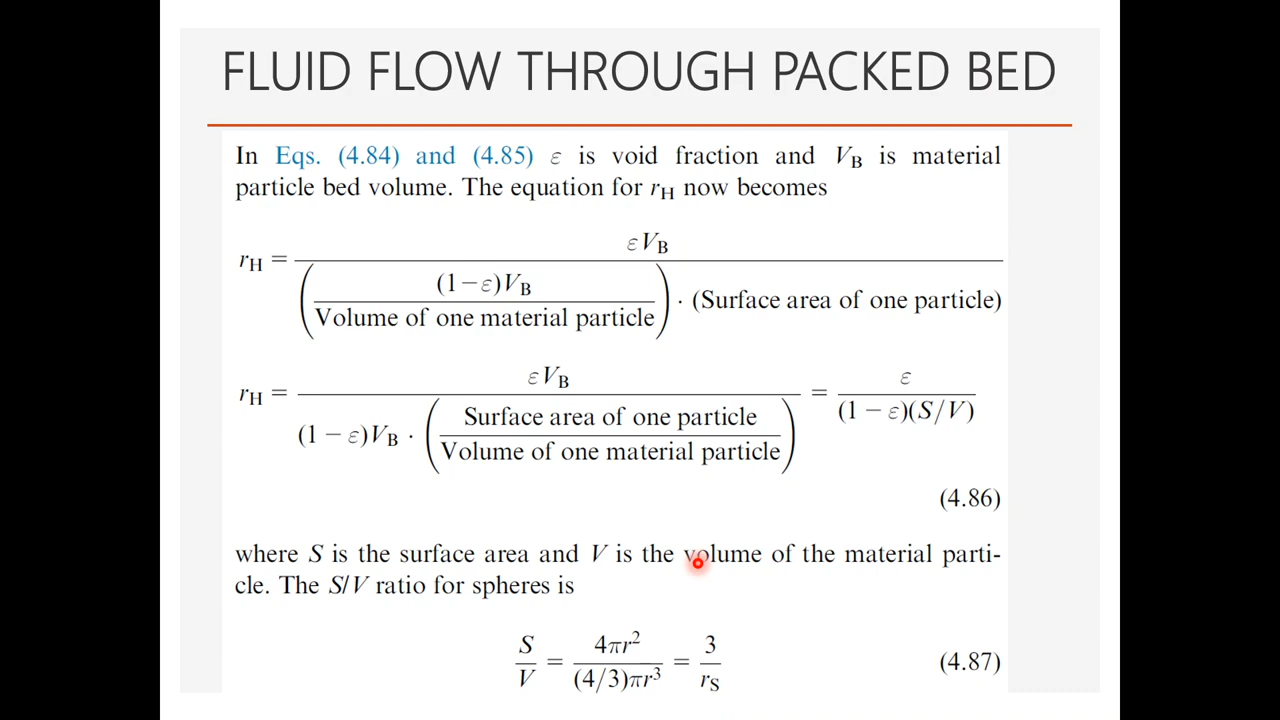 FLUID FLOW THROUGH PACKED BED
In Eqs. (4.84) and (4.85) ε is void fraction and V_B is material
particle bed volume. The equation for r_H now becomes
r_H = εV_B / ( ((1−ε)V_B / Volume of one material particle) · (Surface area of one particle) )
r_H = εV_B / ( (1 − ε)V_B · (Surface area of one particle / Volume of one material particle) ) = ε / ((1 − ε)(S/V))
(4.86)
where S is the surface area and V is the volume of the material parti-
cle. The S/V ratio for spheres is
S/V = 4πr² / ((4/3)πr³) = 3/r_S (4.87)